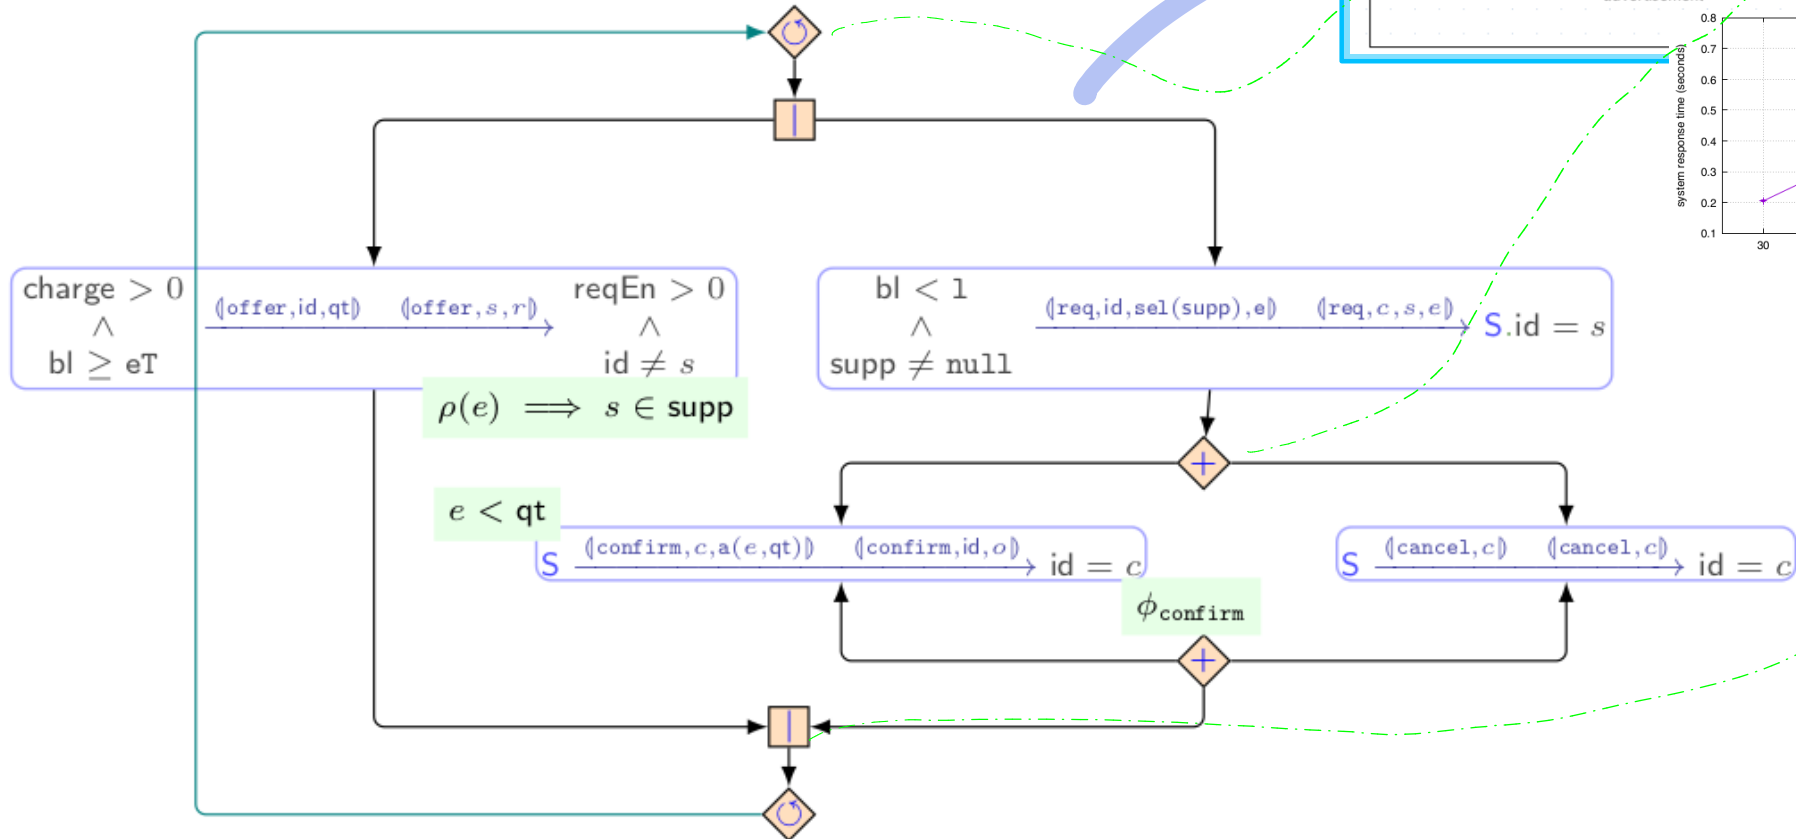 0.8
0.7
0.6
0.5
0.4
0.3
0.2
0.1
system response time (seconds)
30
|
charge > 0
∧
bl ≥ eT
⦇offer,id,qt⦈ ⦇offer,s,r⦈
reqEn > 0
∧
id ≠ s
ρ(e) ⟹ s ∈ supp
bl < 1
∧
supp ≠ null
⦇req,id,sel(supp),e⦈ ⦇req,c,s,e⦈
S.id = s
+
e < qt
S ⦇confirm,c,a(e,qt)⦈ ⦇confirm,id,o⦈ id = c
S ⦇cancel,c⦈ ⦇cancel,c⦈ id = c
ϕconfirm
+
|